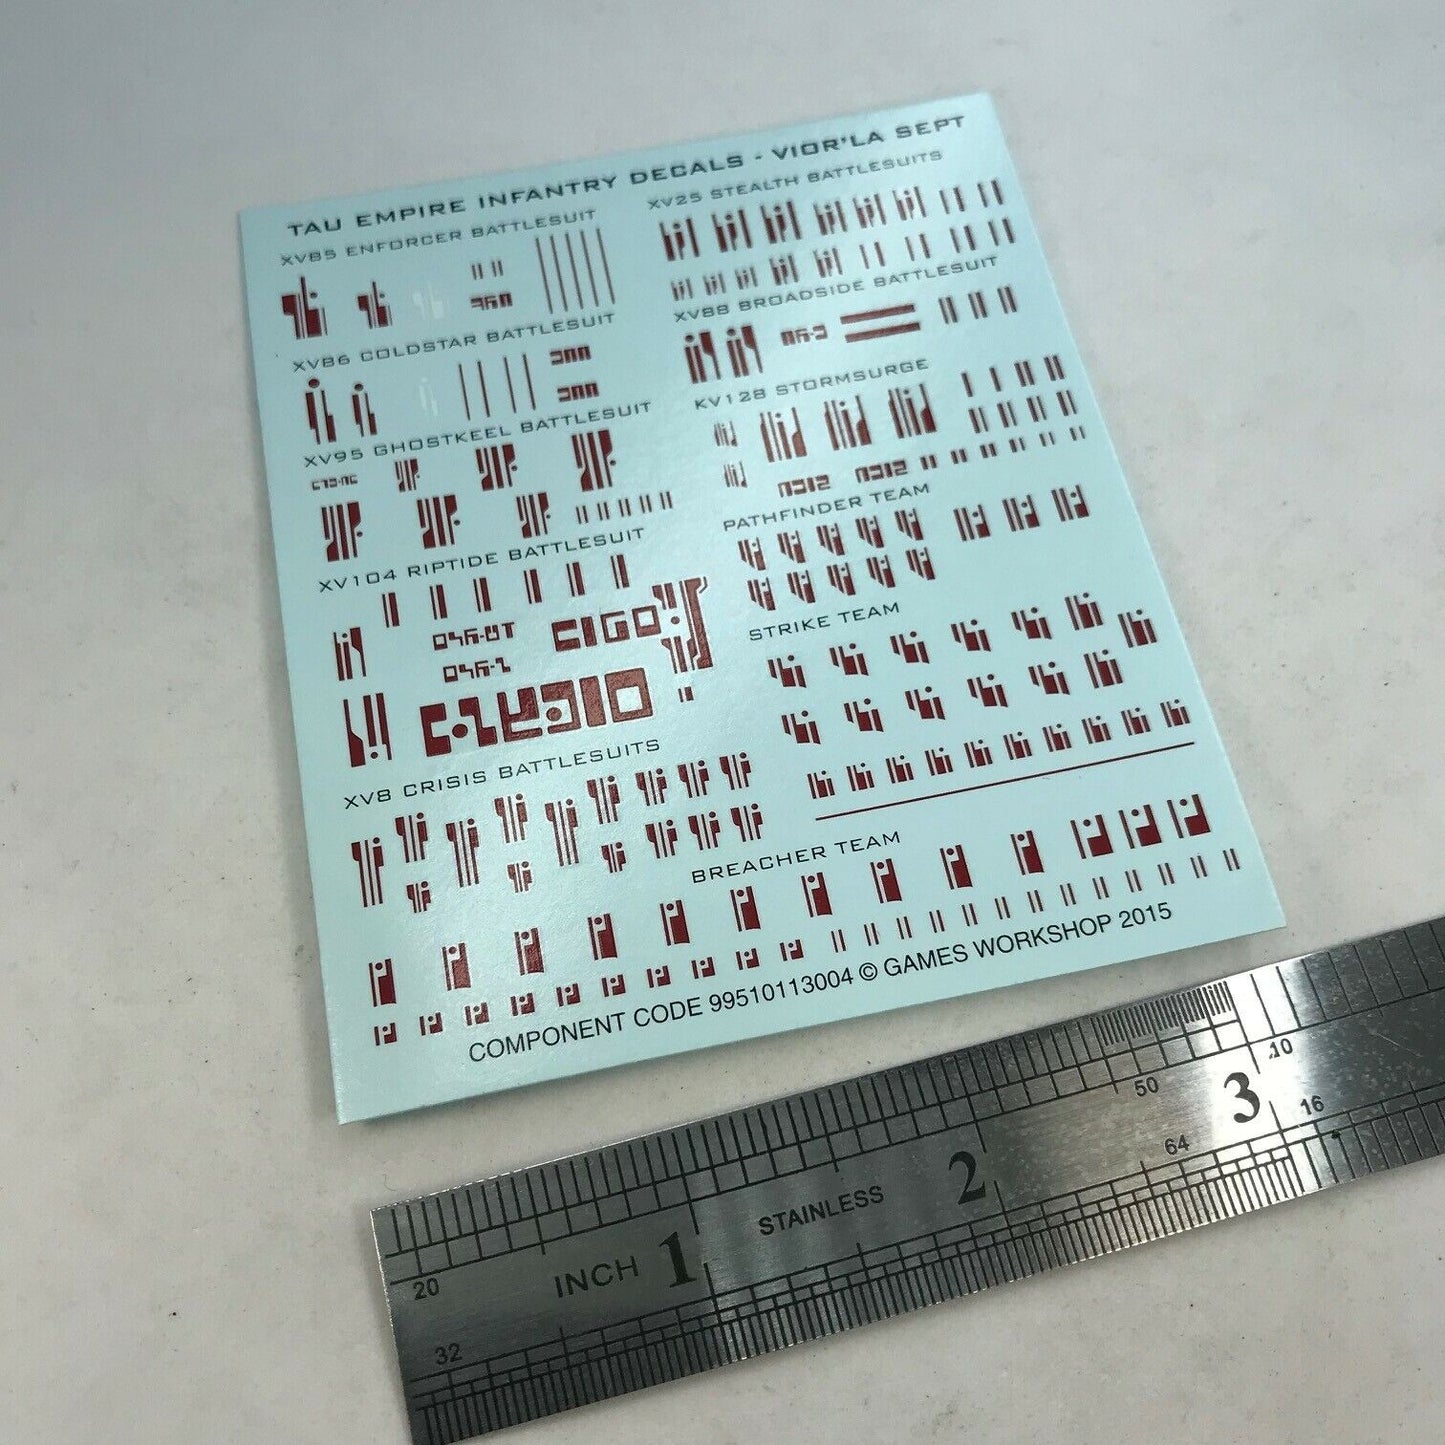 TAU EMPIRE INFANTRY DECALS - VIOR'LA SEPT
XV85 ENFORCER BATTLESUIT
XV86 COLDSTAR BATTLESUIT
XV95 GHOSTKEEL BATTLESUIT
XV104 RIPTIDE BATTLESUIT
XV8 CRISIS BATTLESUITS
XV25 STEALTH BATTLESUITS
XV88 BROADSIDE BATTLESUIT
KV128 STORMSURGE
PATHFINDER TEAM
STRIKE TEAM
BREACHER TEAM
COMPONENT CODE 99510113004 © GAMES WORKSHOP 2015
20 INCH 1 STAINLESS 2 50 3 10
32 64 16